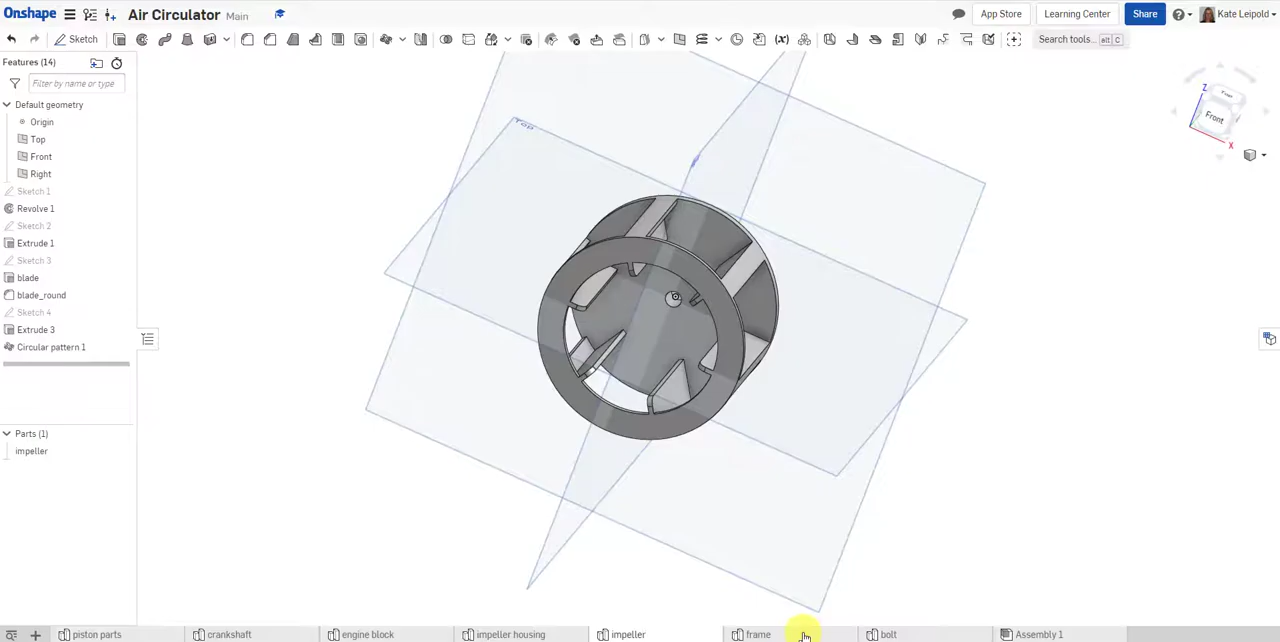 Onshape Air Circulator Main App Store Learning Center Share Kate Leipold
Sketch Search tools... alt C
Features (14)
Filter by name or type
Default geometry
Origin
Top
Front
Right
Sketch 1
Revolve 1
Sketch 2
Extrude 1
Sketch 3
blade
blade_round
Sketch 4
Extrude 3
Circular pattern 1
Parts (1)
impeller
Top
Z
Front
X
piston parts crankshaft engine block impeller housing impeller frame bolt Assembly 1